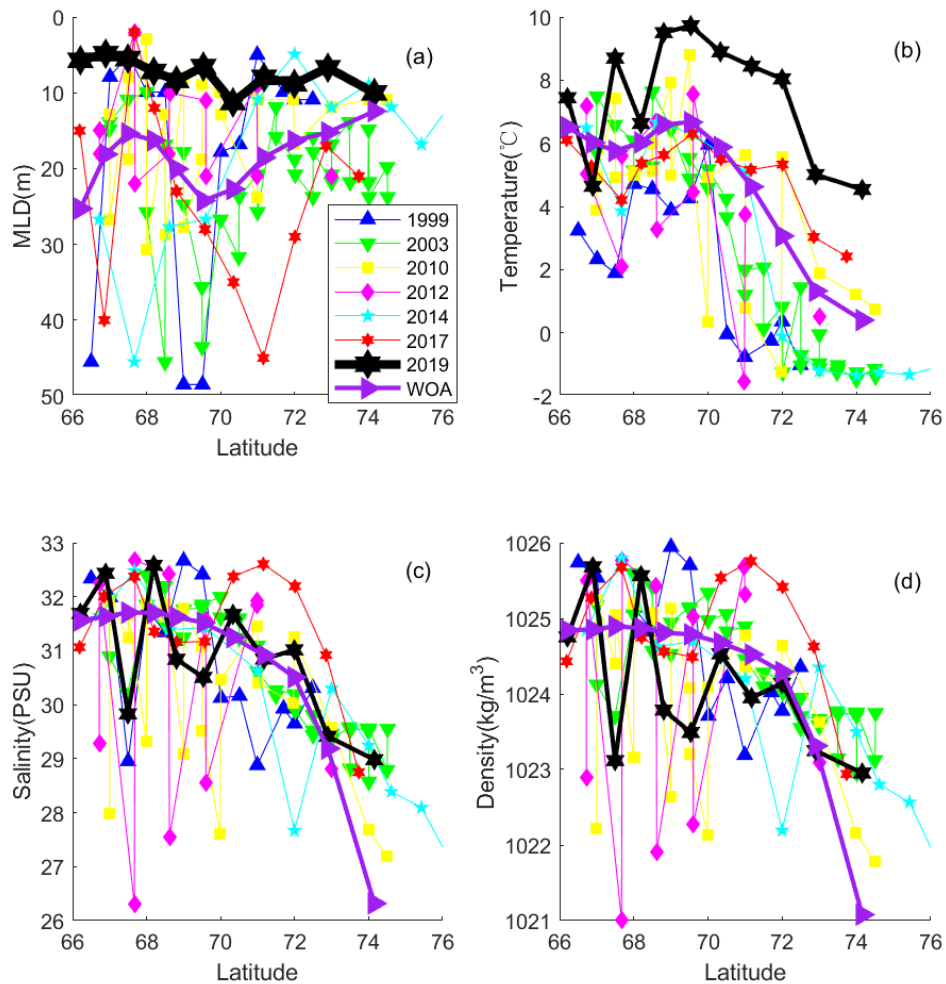 0
10
20
30
40
50
MLD(m)
(a)
1999
2003
2010
2012
2014
2017
2019
WOA
66 68 70 72 74 76
Latitude
12
10
8
6
4
2
0
-2
Temperature(℃)
(b)
66 68 70 72 74 76
Latitude
33
32
31
30
29
28
27
26
Salinity(PSU)
(c)
66 68 70 72 74 76
Latitude
1026
1025
1024
1023
1022
1021
Density(kg/m³)
(d)
66 68 70 72 74 76
Latitude